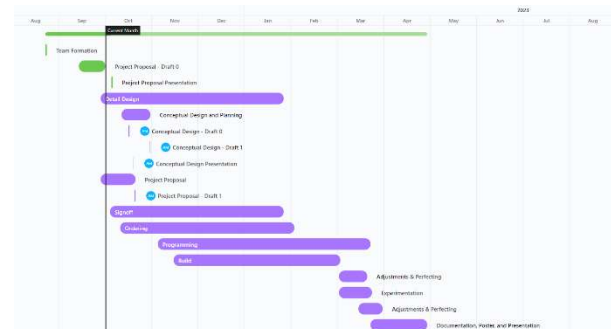 2023
Aug Sep Oct Nov Dec Jan Feb Mar Apr May Jun Jul Aug
Current Month
Team Formation
Project Proposal - Draft 0
Project Proposal Presentation
Detail Design
Conceptual Design and Planning
Conceptual Design - Draft 0
Conceptual Design - Draft 1
Conceptual Design Presentation
Project Proposal
Project Proposal - Draft 1
Signoff
Ordering
Programming
Build
Adjustments & Perfecting
Experimentation
Adjustments & Perfecting
Documentation, Poster and Presentation